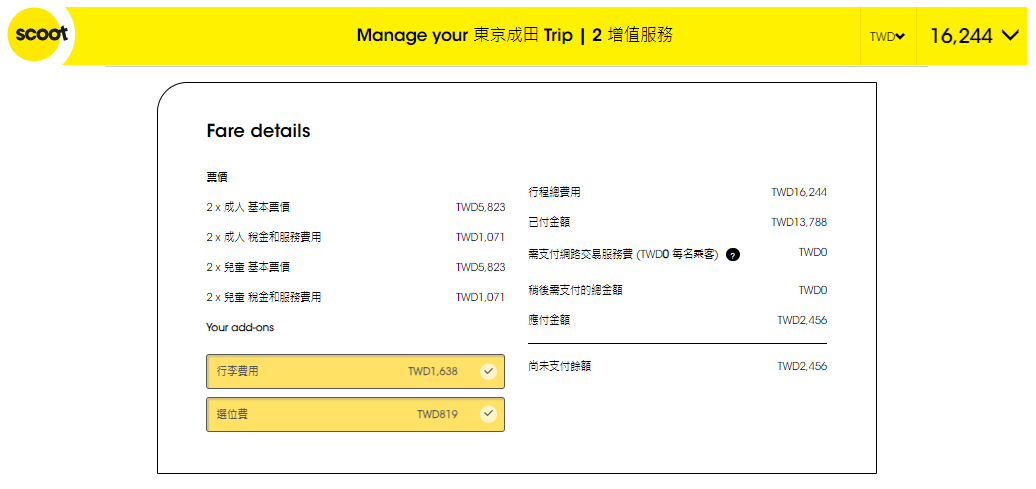 scoot
Manage your 東京成田 Trip | 2 增值服務
TWD
16,244
Fare details
票價
2 x 成人 基本票價 TWD5,823
2 x 成人 稅金和服務費用 TWD1,071
2 x 兒童 基本票價 TWD5,823
2 x 兒童 稅金和服務費用 TWD1,071
Your add-ons
行李費用 TWD1,638
選位費 TWD819
行程總費用 TWD16,244
已付金額 TWD13,788
需支付網路交易服務費 (TWD0 每名乘客) ? TWD0
稍後需支付的總金額 TWD0
應付金額 TWD2,456
尚未支付餘額 TWD2,456